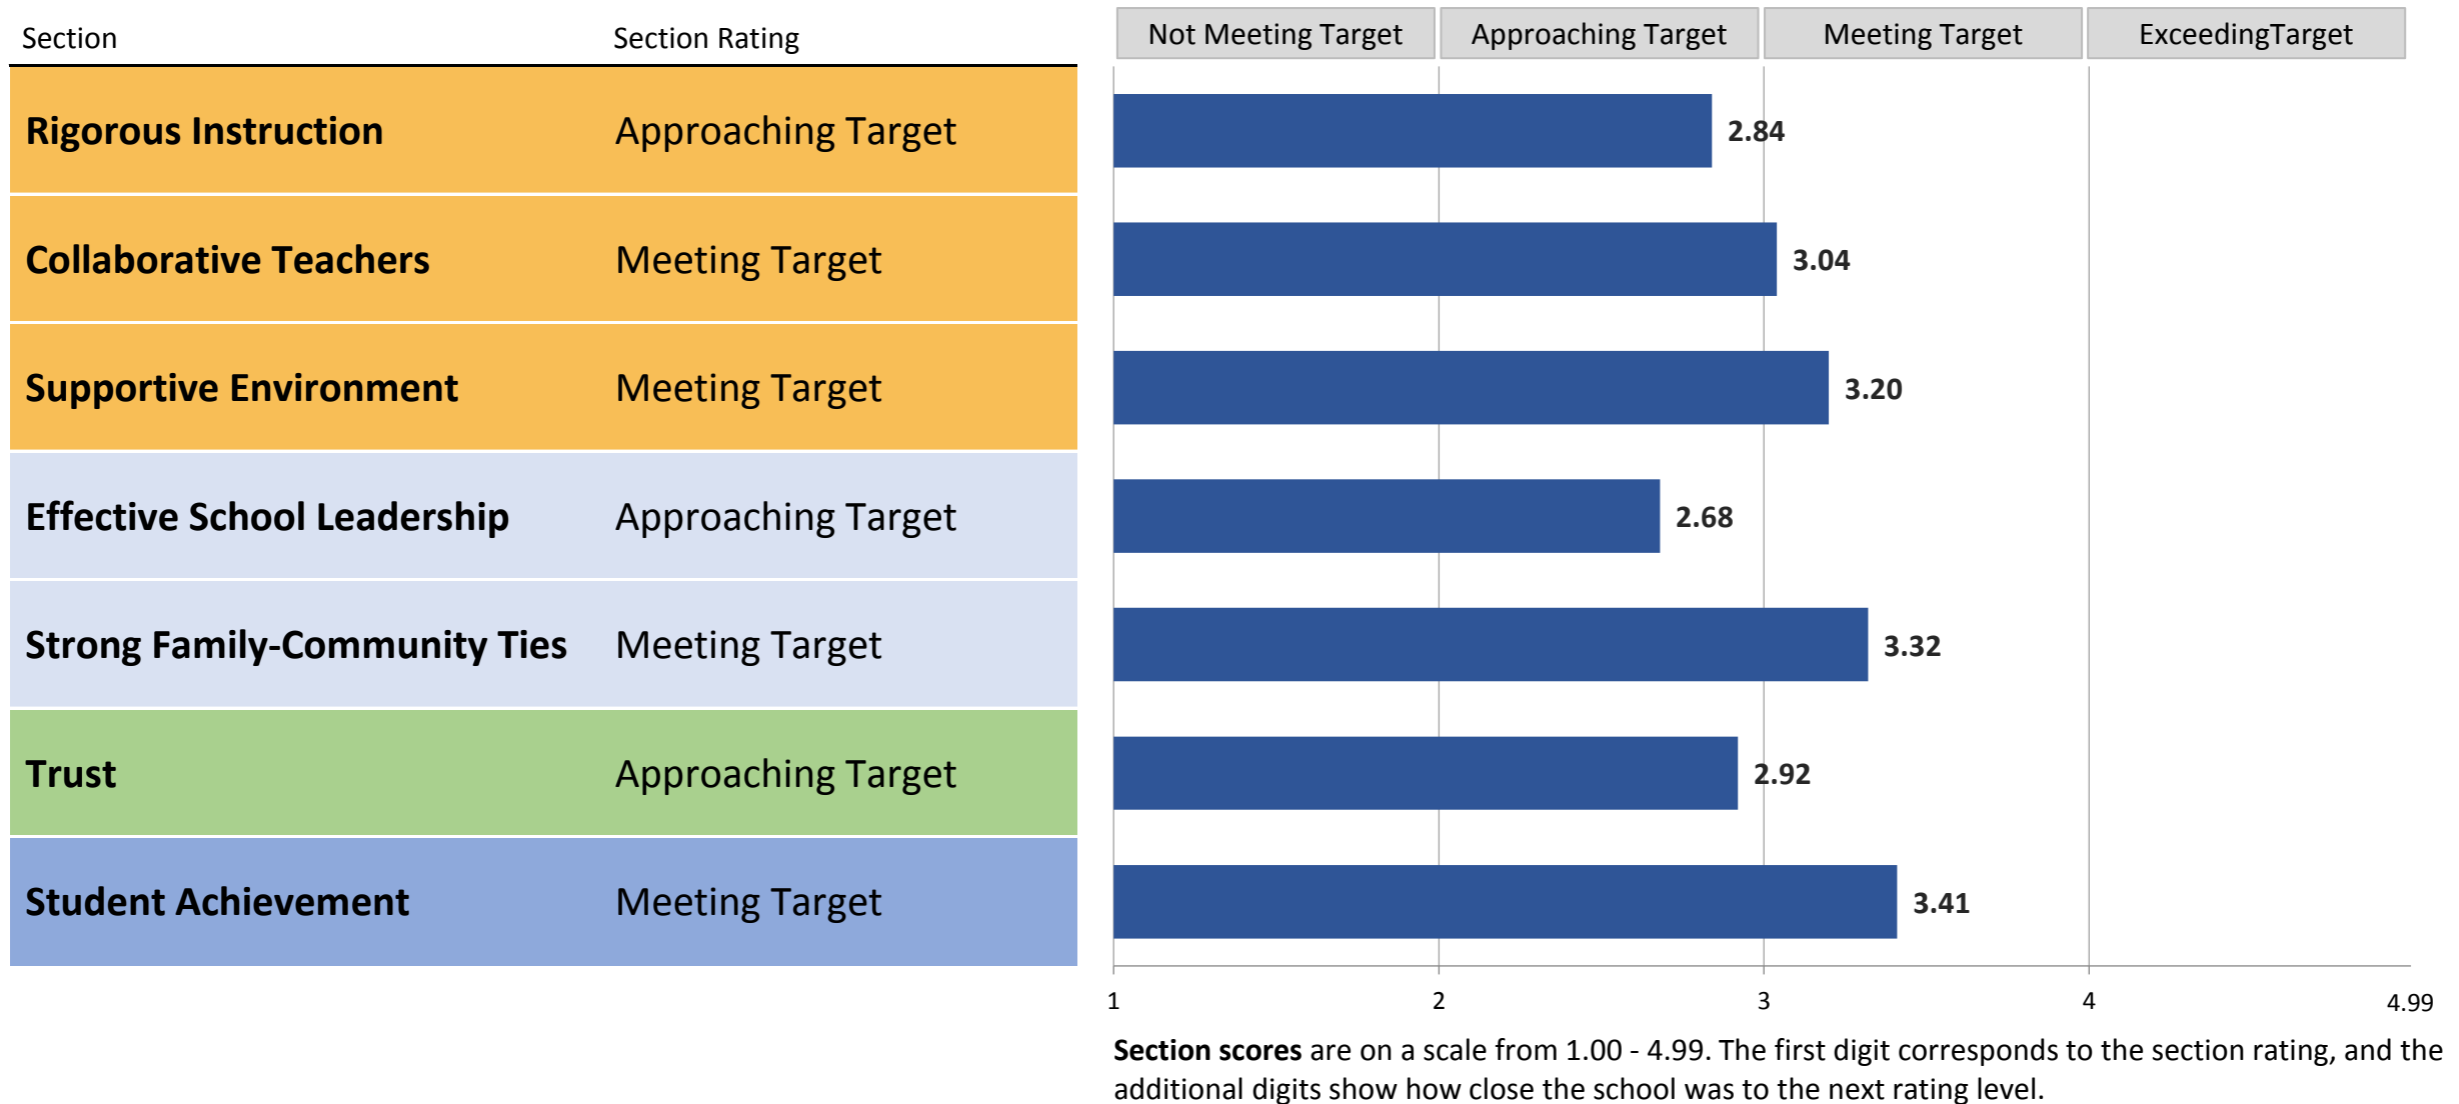 Section Section Rating Not Meeting Target Approaching Target Meeting Target ExceedingTarget
Rigorous Instruction Approaching Target 2.84
Collaborative Teachers Meeting Target 3.04
Supportive Environment Meeting Target 3.20
Effective School Leadership Approaching Target 2.68
Strong Family-Community Ties Meeting Target 3.32
Trust Approaching Target 2.92
Student Achievement Meeting Target 3.41
1 2 3 4 4.99
Section scores are on a scale from 1.00 - 4.99. The first digit corresponds to the section rating, and the
additional digits show how close the school was to the next rating level.